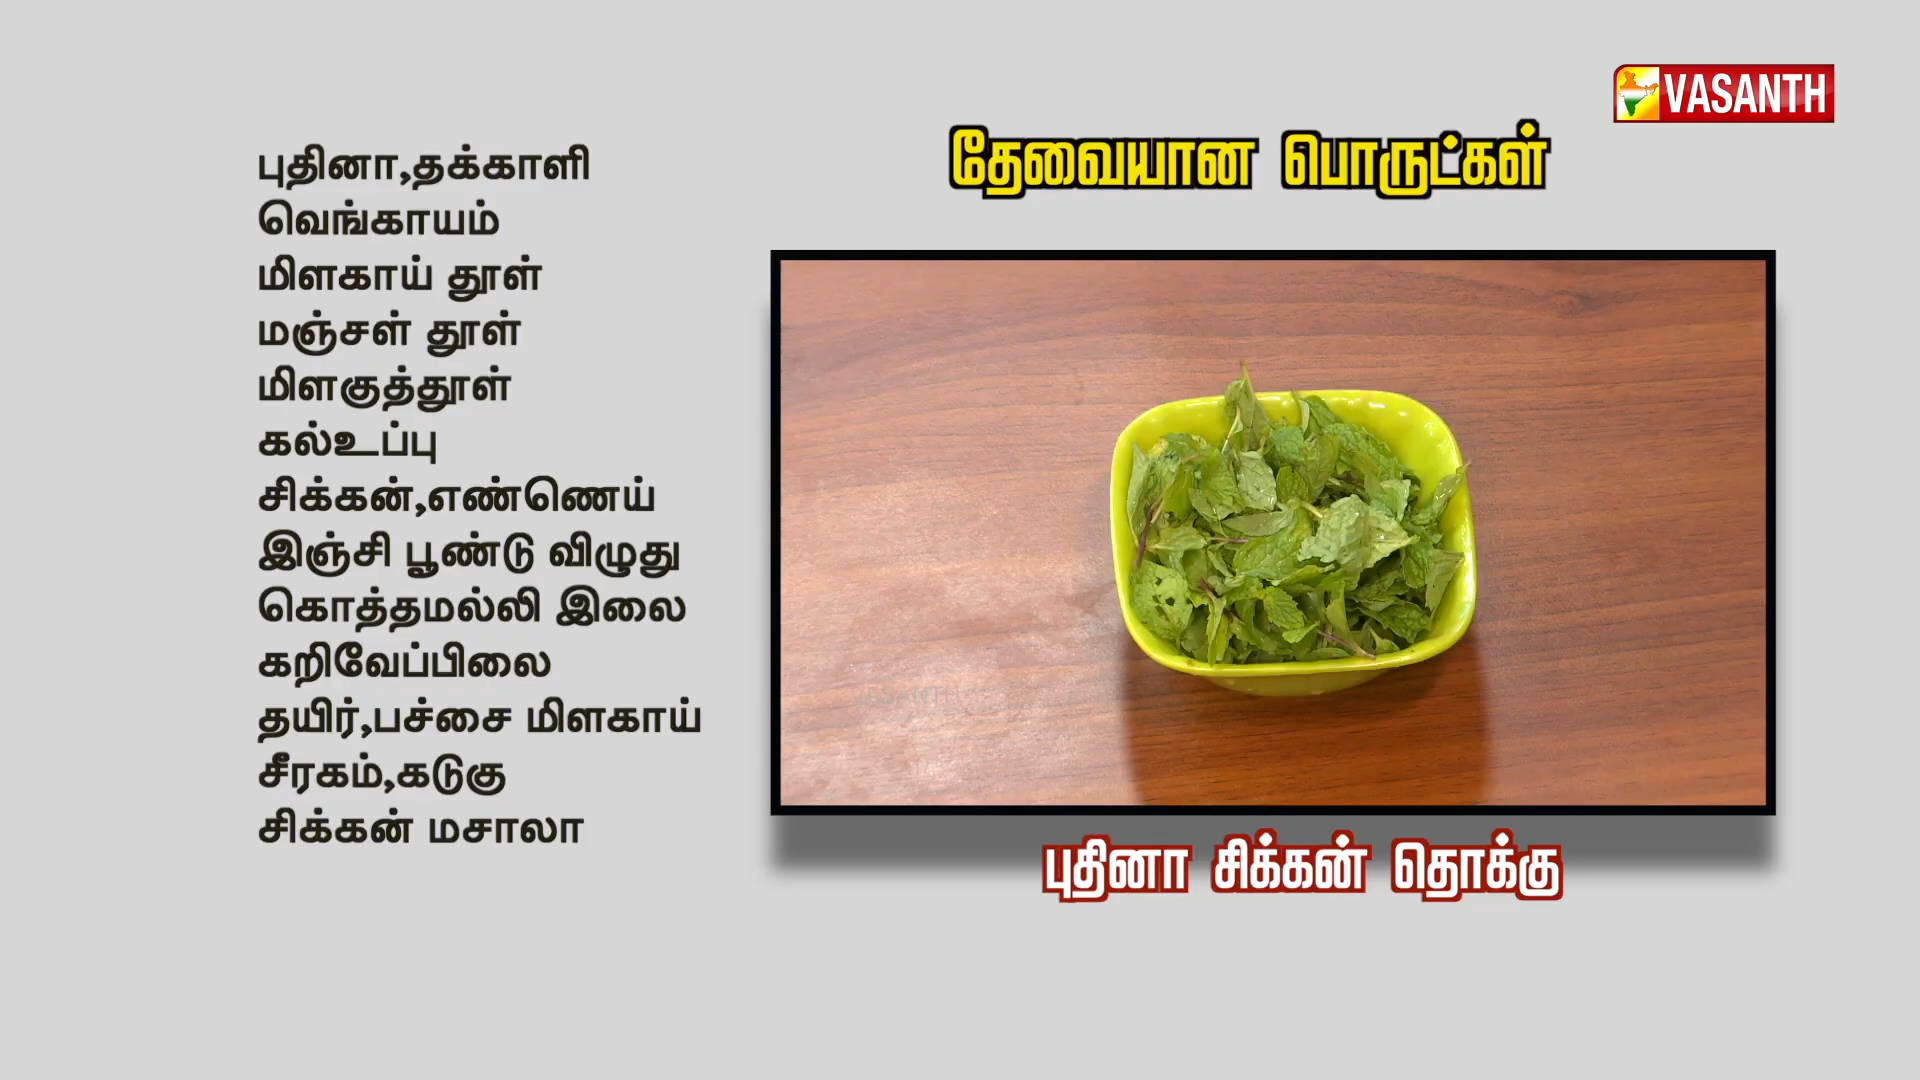 VASANTH
தேவையான பொருட்கள்
புதினா,தக்காளி
வெங்காயம்
மிளகாய் தூள்
மஞ்சள் தூள்
மிளகுத்தூள்
கல்உப்பு
சிக்கன்,எண்ணெய்
இஞ்சி பூண்டு விழுது
கொத்தமல்லி இலை
கறிவேப்பிலை
தயிர்,பச்சை மிளகாய்
சீரகம்,கடுகு
சிக்கன் மசாலா
VASANTH
புதினா சிக்கன் தொக்கு